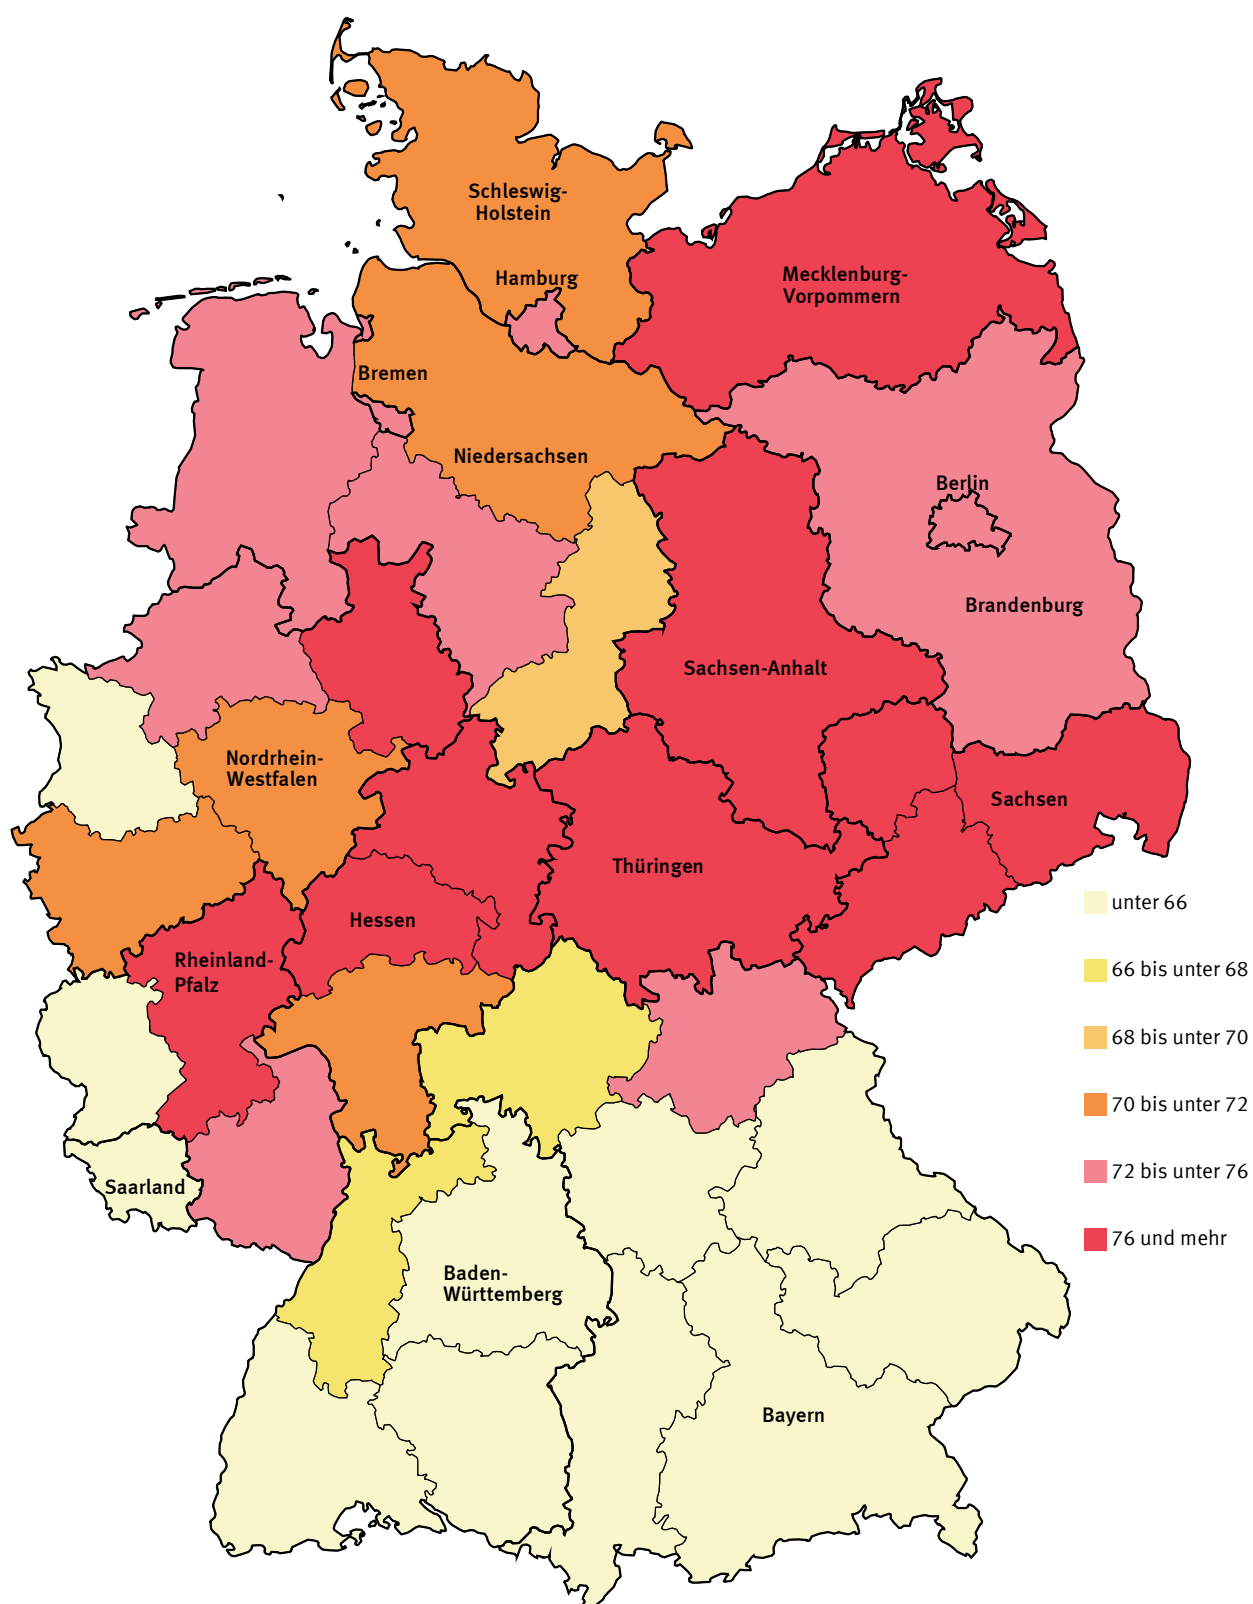 Schleswig-
Holstein
Hamburg
Mecklenburg-
Vorpommern
Bremen
Niedersachsen
Berlin
Brandenburg
Sachsen-Anhalt
Nordrhein-
Westfalen
Sachsen
Thüringen
Hessen
Rheinland-
Pfalz
Saarland
Baden-
Württemberg
Bayern
unter 66
66 bis unter 68
68 bis unter 70
70 bis unter 72
72 bis unter 76
76 und mehr